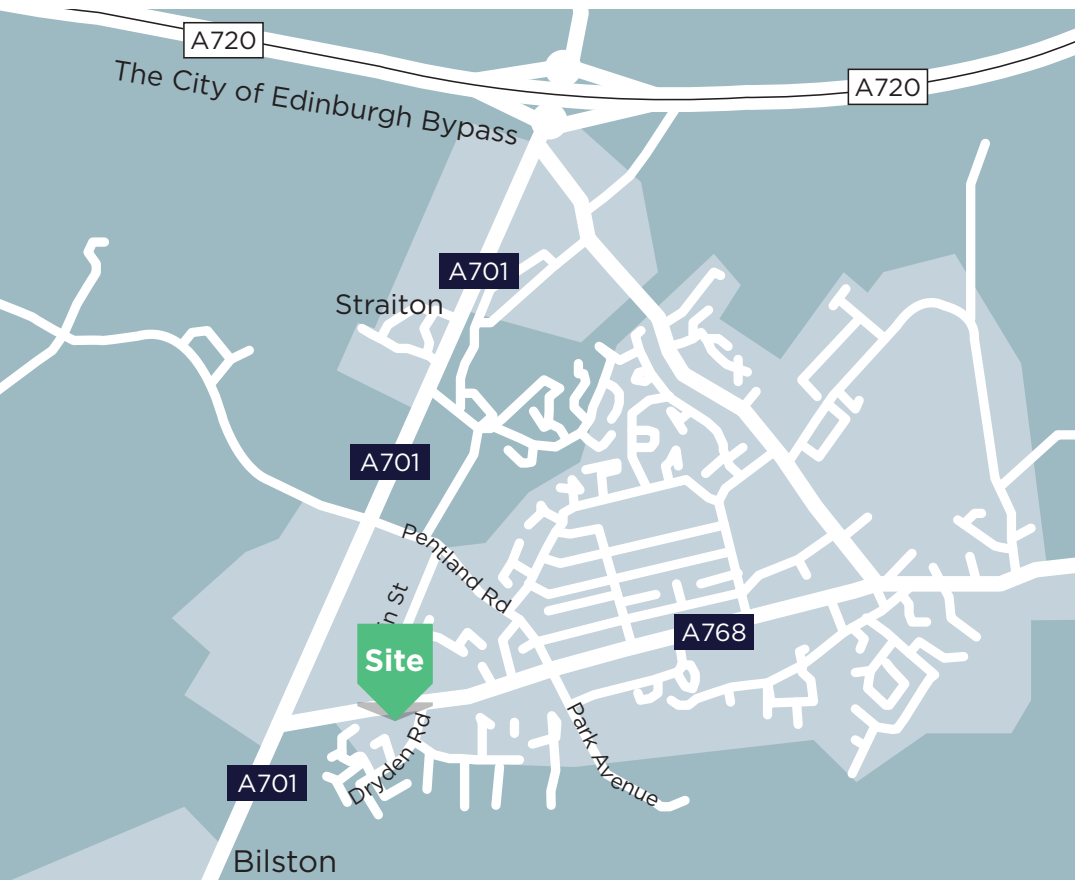 A720
The City of Edinburgh Bypass
A720
A701
Straiton
A701
Pentland Rd
St
A768
Site
Dryden Rd
Park Avenue
A701
Bilston